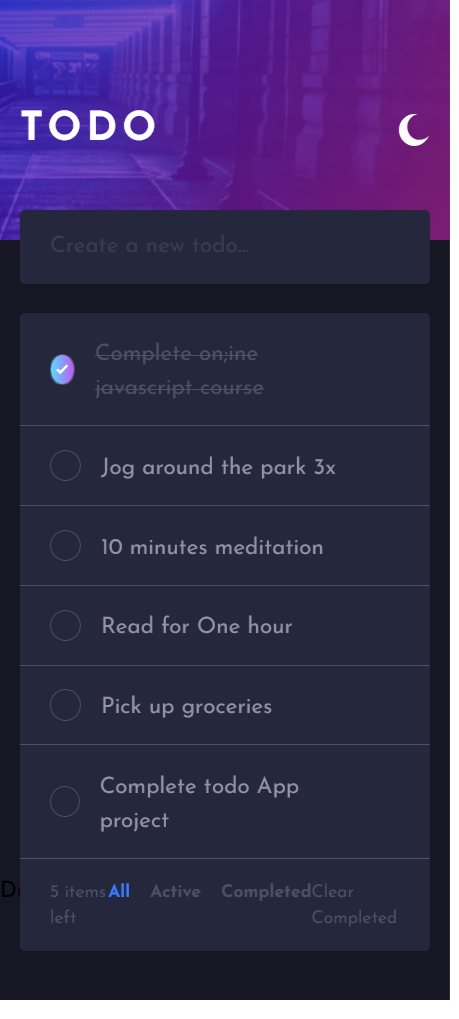 TODO
Create a new todo...
Complete on;ine
javascript course
Jog around the park 3x
10 minutes meditation
Read for One hour
Pick up groceries
Complete todo App
project
5 items All Active Completed Clear
left Completed